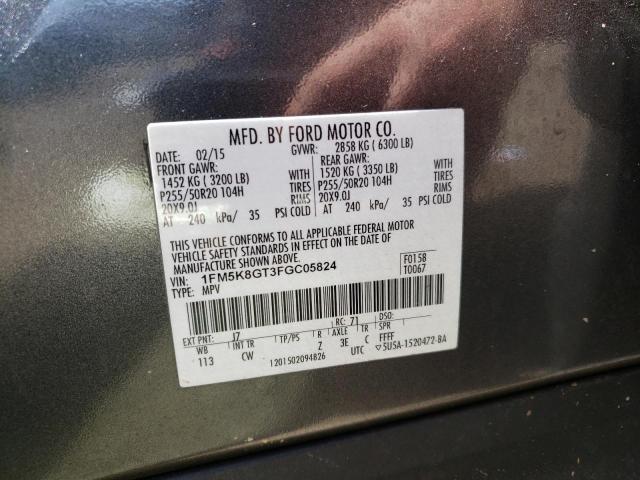 MFD. BY FORD MOTOR CO.
DATE: 02/15 GVWR: 2858 KG ( 6300 LB)
FRONT GAWR: REAR GAWR:
1452 KG ( 3200 LB) WITH 1520 KG ( 3350 LB) WITH
P255/50R20 104H TIRES P255/50R20 104H TIRES
20X9.0J RIMS 20X9.0J RIMS
AT 240 kPa/ 35 PSI COLD AT 240 kPa/ 35 PSI COLD
THIS VEHICLE CONFORMS TO ALL APPLICABLE FEDERAL MOTOR
VEHICLE SAFETY STANDARDS IN EFFECT ON THE DATE OF
MANUFACTURE SHOWN ABOVE.
VIN: 1FM5K8GT3FGC05824 F0158
TYPE: MPV T0067
EXT PNT: J7 RC: 71 DSO:
WB INT TR TP/PS R AXLE TR SPR
113 CW Z 3E C FFFF
1201502094826 UTC 5U5A-1520472-BA